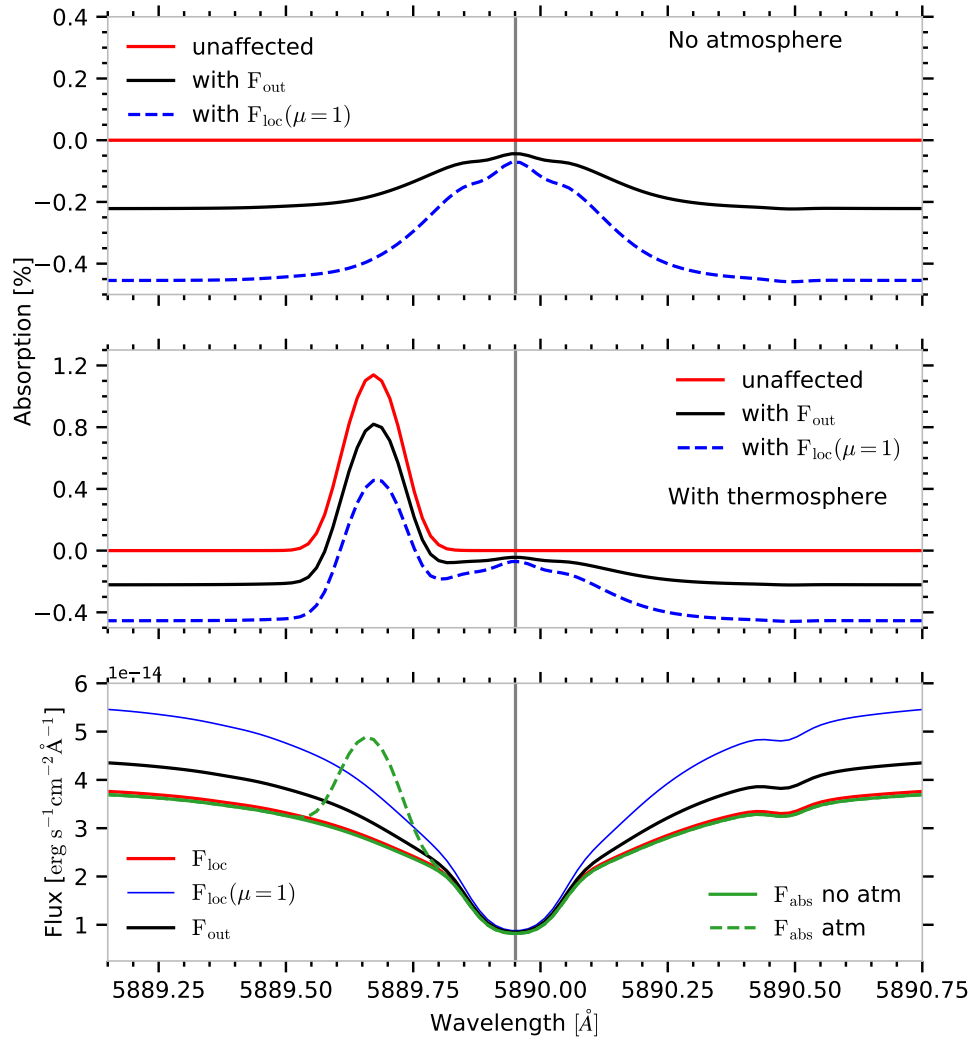 0.4
0.2
0.0
−0.2
−0.4
unaffected
with F_out
with F_loc(μ = 1)
No atmosphere
Absorption [%]
1.2
0.8
0.4
0.0
−0.4
unaffected
with F_out
with F_loc(μ = 1)
With thermosphere
1e−14
6
5
4
3
2
1
Flux [erg s⁻¹ cm⁻² Å⁻¹]
F_loc
F_loc(μ = 1)
F_out
F_abs no atm
F_abs atm
5889.25 5889.50 5889.75 5890.00 5890.25 5890.50 5890.75
Wavelength [Å]